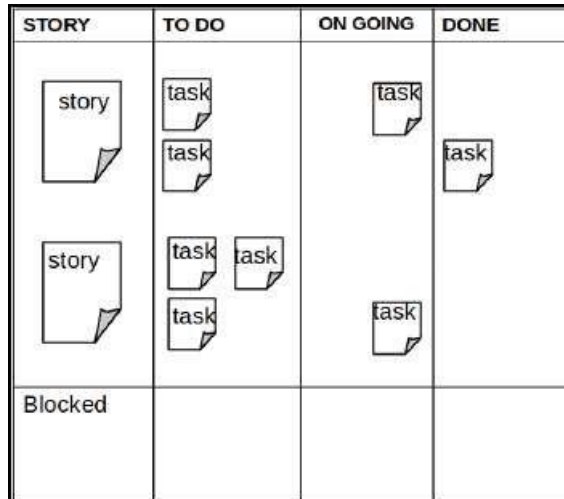 STORY TO DO ON GOING DONE
story task task
task task
story task task
task task
Blocked